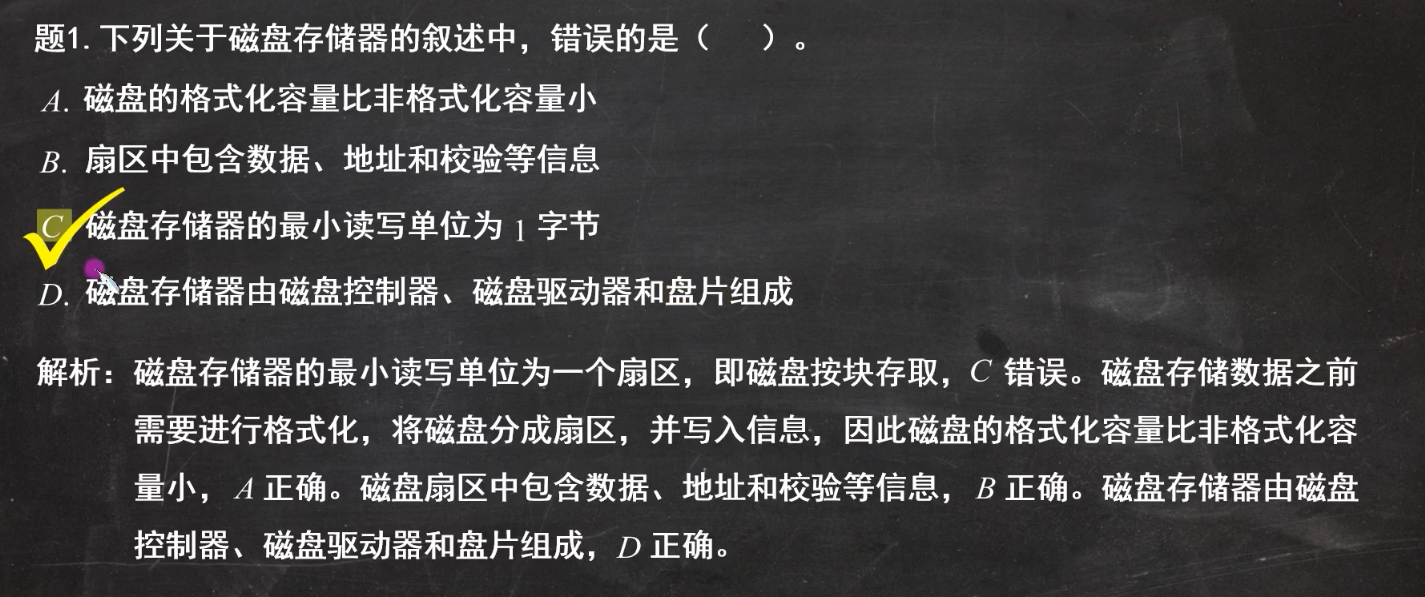 题1. 下列关于磁盘存储器的叙述中，错误的是（　）。
A. 磁盘的格式化容量比非格式化容量小
B. 扇区中包含数据、地址和校验等信息
C 磁盘存储器的最小读写单位为 1 字节
D. 磁盘存储器由磁盘控制器、磁盘驱动器和盘片组成
解析：磁盘存储器的最小读写单位为一个扇区，即磁盘按块存取，C 错误。磁盘存储数据之前
需要进行格式化，将磁盘分成扇区，并写入信息，因此磁盘的格式化容量比非格式化容
量小，A 正确。磁盘扇区中包含数据、地址和校验等信息，B 正确。磁盘存储器由磁盘
控制器、磁盘驱动器和盘片组成，D 正确。